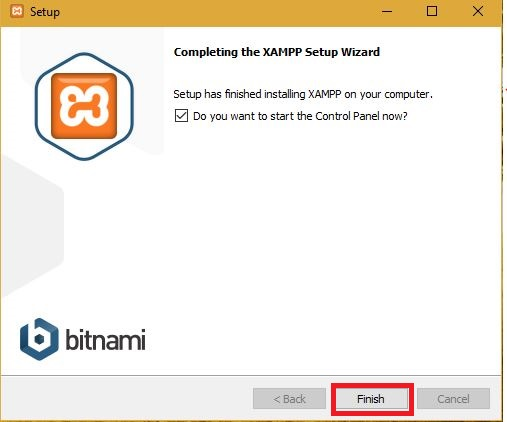 Setup
Completing the XAMPP Setup Wizard
Setup has finished installing XAMPP on your computer.
Do you want to start the Control Panel now?
bitnami
< Back Finish Cancel